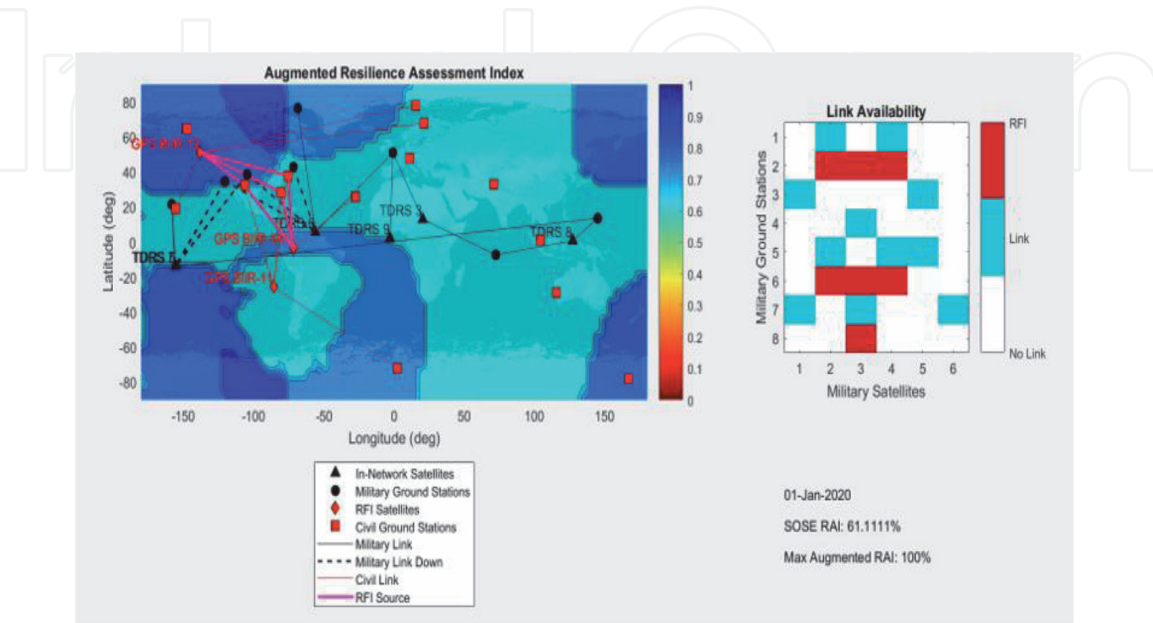 Augmented Resilience Assessment Index
80
60
40
20
0
-20
-40
-60
-80
Latitude (deg)
-150
-100
-50
0
50
100
150
Longitude (deg)
TDRS 3
TDRS 9
TDRS 8
GPS BIIR-11
1
0.9
0.8
0.7
0.6
0.5
0.4
0.3
0.2
0.1
0
In-Network Satellites
Military Ground Stations
RFI Satellites
Civil Ground Stations
Military Link
Military Link Down
Civil Link
RFI Source
Link Availability
1
2
3
4
5
6
7
8
Military Ground Stations
1
2
3
4
5
6
Military Satellites
RFI
Link
No Link
01-Jan-2020
SOSE RAI: 61.1111%
Max Augmented RAI: 100%